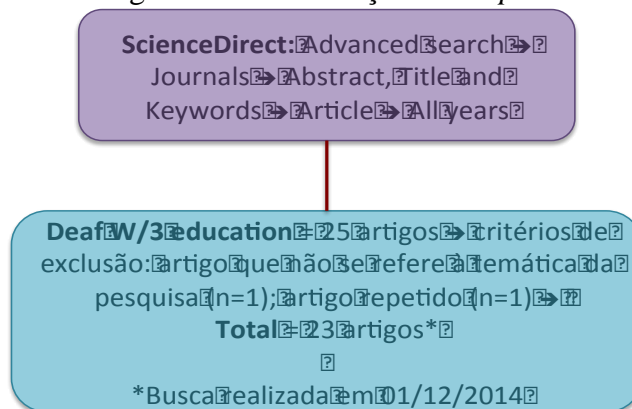 ScienceDirect: Advanced search →
Journals → Abstract, Title and
Keywords → Article → All years
Deaf W/3 education = 25 artigos → critérios de
exclusão: artigo que não se refere à temática da
pesquisa (n=1); artigo repetido (n=1) →
Total = 23 artigos*
*Busca realizada em 01/12/2014